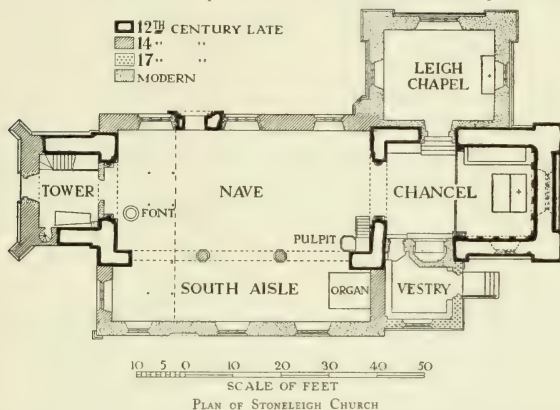 12TH CENTURY LATE
14 " "
17 " "
MODERN
LEIGH
CHAPEL
TOWER
NAVE
CHANCEL
FONT
PULPIT
SOUTH AISLE
ORGAN
VESTRY
10 5 0 10 20 30 40 50
SCALE OF FEET
PLAN OF STONELEIGH CHURCH